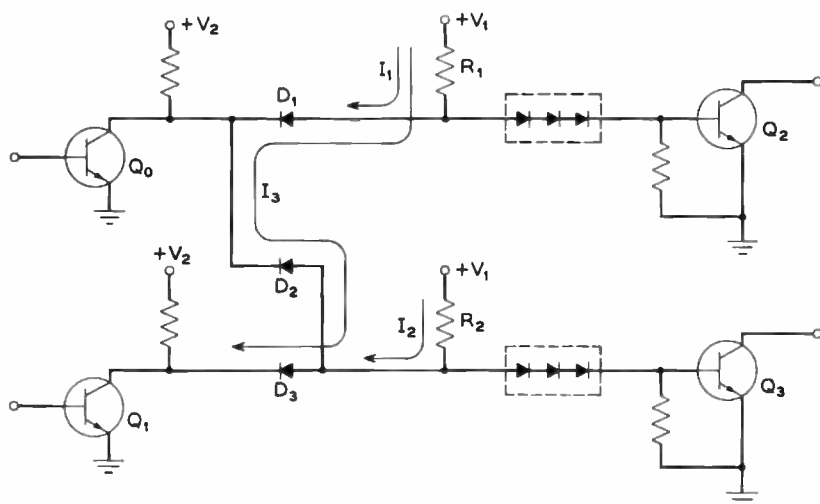 +V₂
+V₁
I₁
R₁
D₁
Q₀
Q₂
I₃
+V₂
D₂
+V₁
I₂
R₂
D₃
Q₁
Q₃